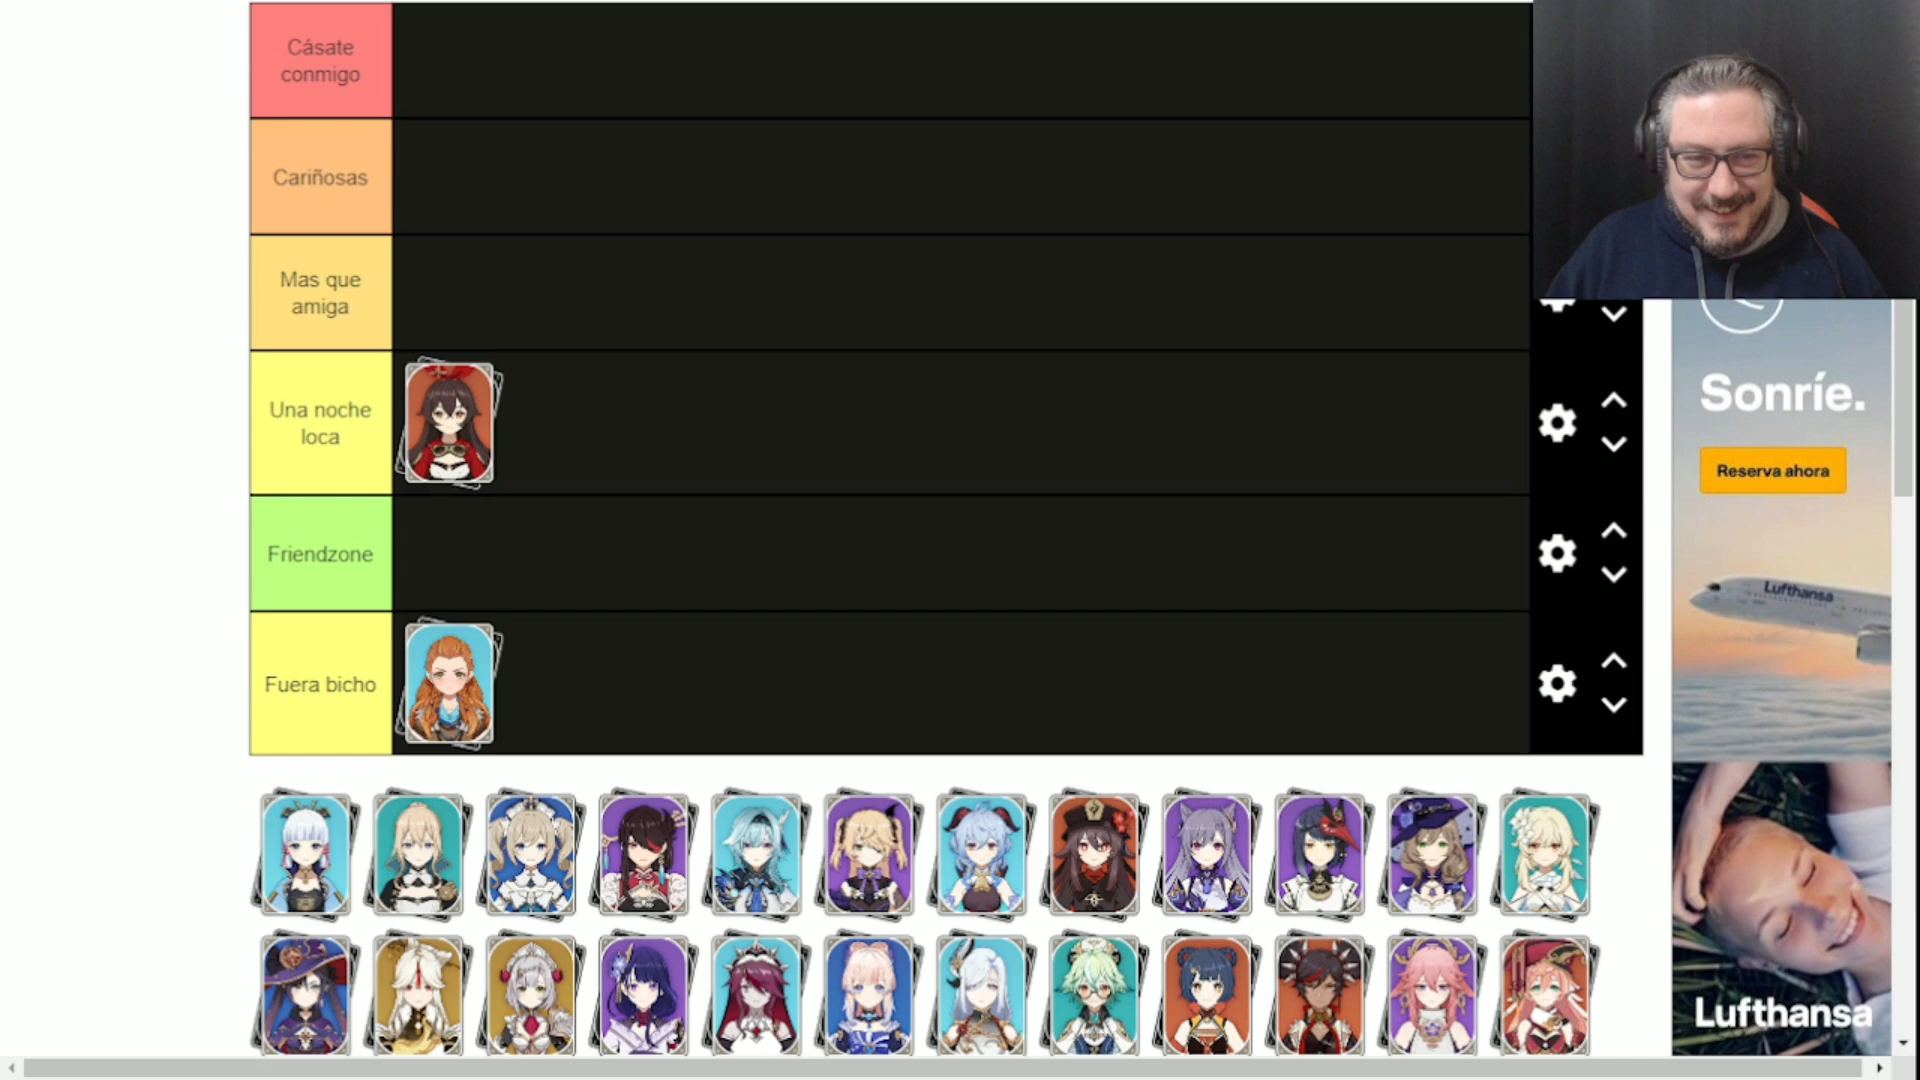 Cásate
conmigo
Cariñosas
Mas que
amiga
Una noche
loca
Friendzone
Fuera bicho
Sonríe.
Reserva ahora
Lufthansa
Lufthansa